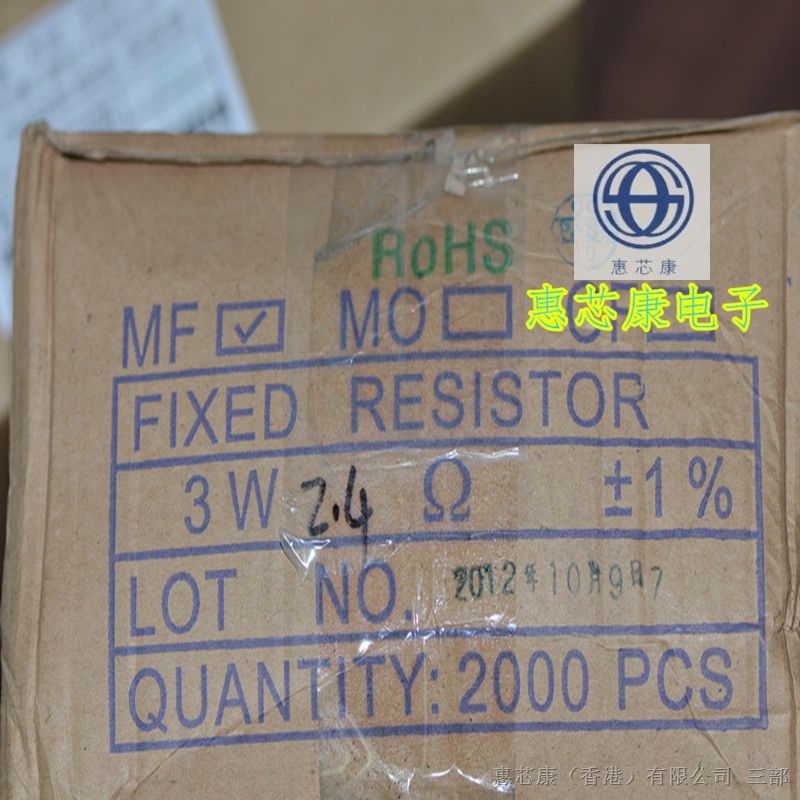 惠芯康
RoHS
惠芯康电子
MF ☑ MO ☐
FIXED RESISTOR
3W 2.4 Ω ±1%
LOT NO. 2012年10月9日7
QUANTITY: 2000 PCS
惠芯康（香港）有限公司 三部